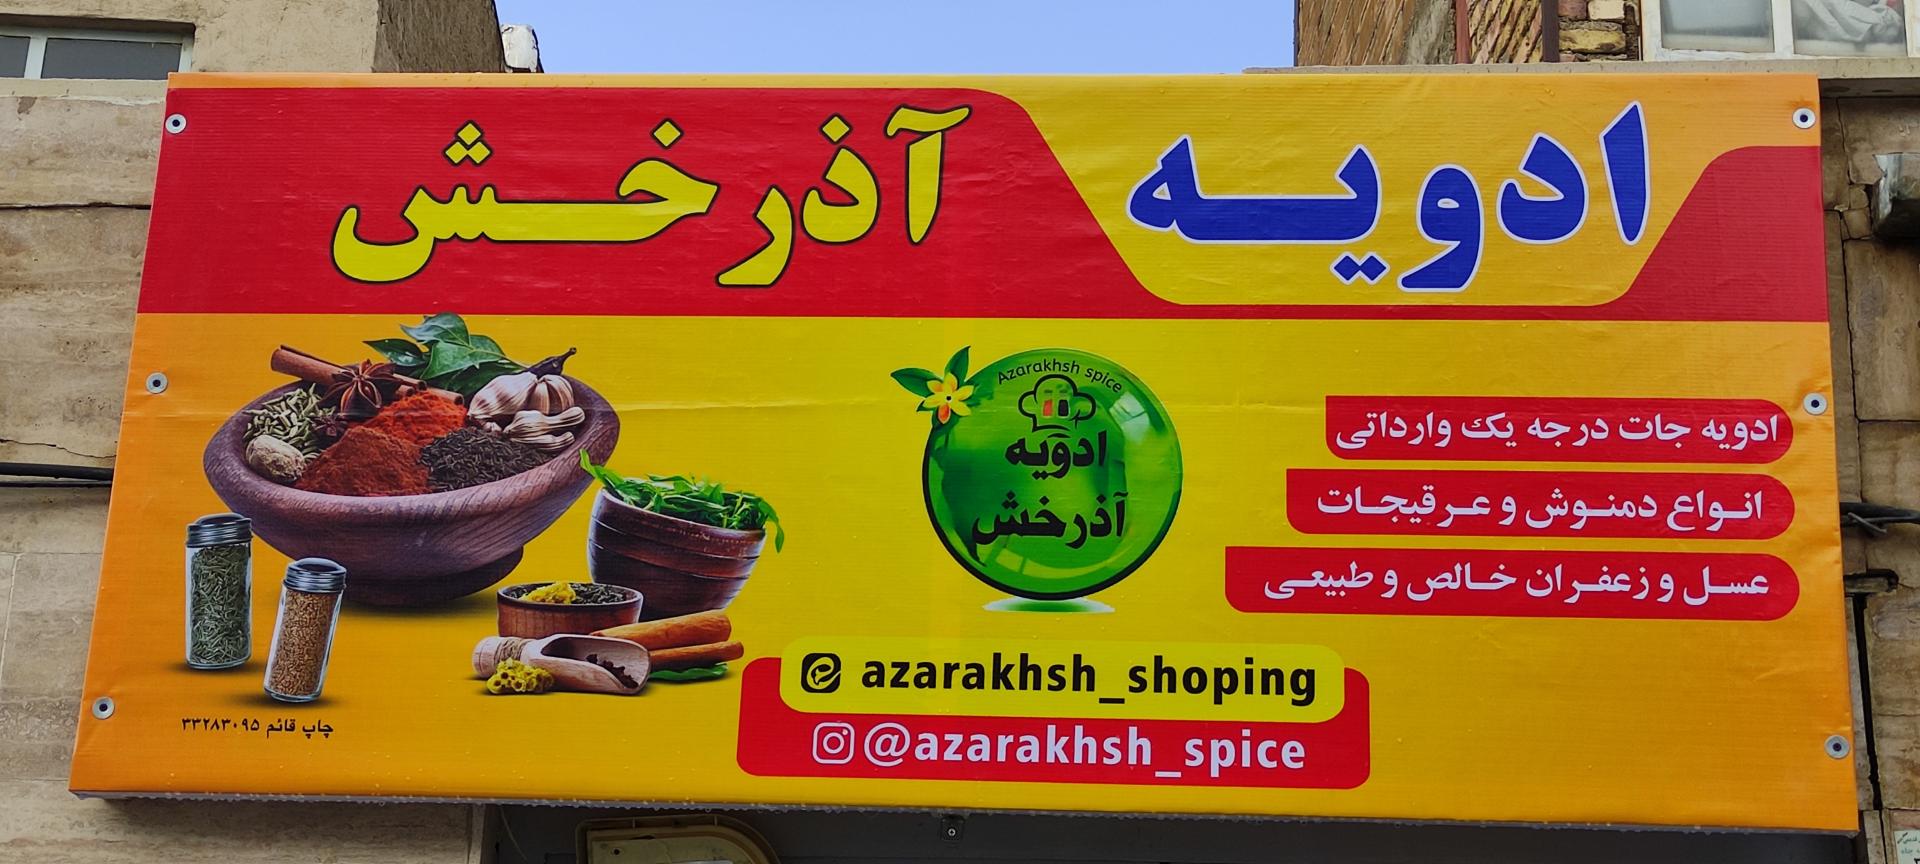 ادویه آذرخش
Azarakhsh spice
ادویه
آذرخش
ادویه جات درجه یک وارداتی
انواع دمنوش و عرقیجات
عسل و زعفران خالص و طبیعی
azarakhsh_shoping
@azarakhsh_spice
چاپ قائم ۳۳۲۸۳۰۹۵